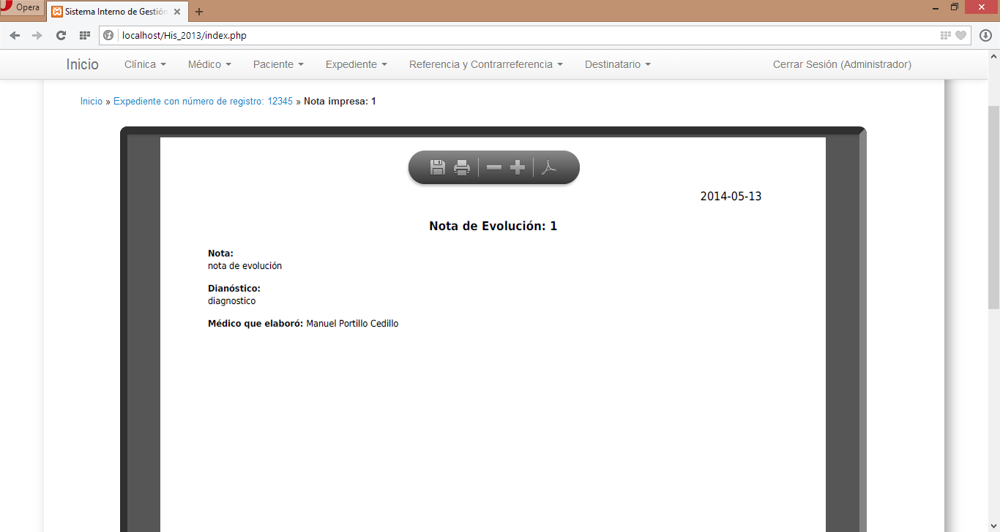 Opera
Sistema Interno de Gestión
localhost/His_2013/index.php
Inicio Clínica Médico Paciente Expediente Referencia y Contrarreferencia Destinatario Cerrar Sesión (Administrador)
Inicio » Expediente con número de registro: 12345 » Nota impresa: 1
2014-05-13
Nota de Evolución: 1
Nota:
nota de evolución
Dianóstico:
diagnostico
Médico que elaboró: Manuel Portillo Cedillo